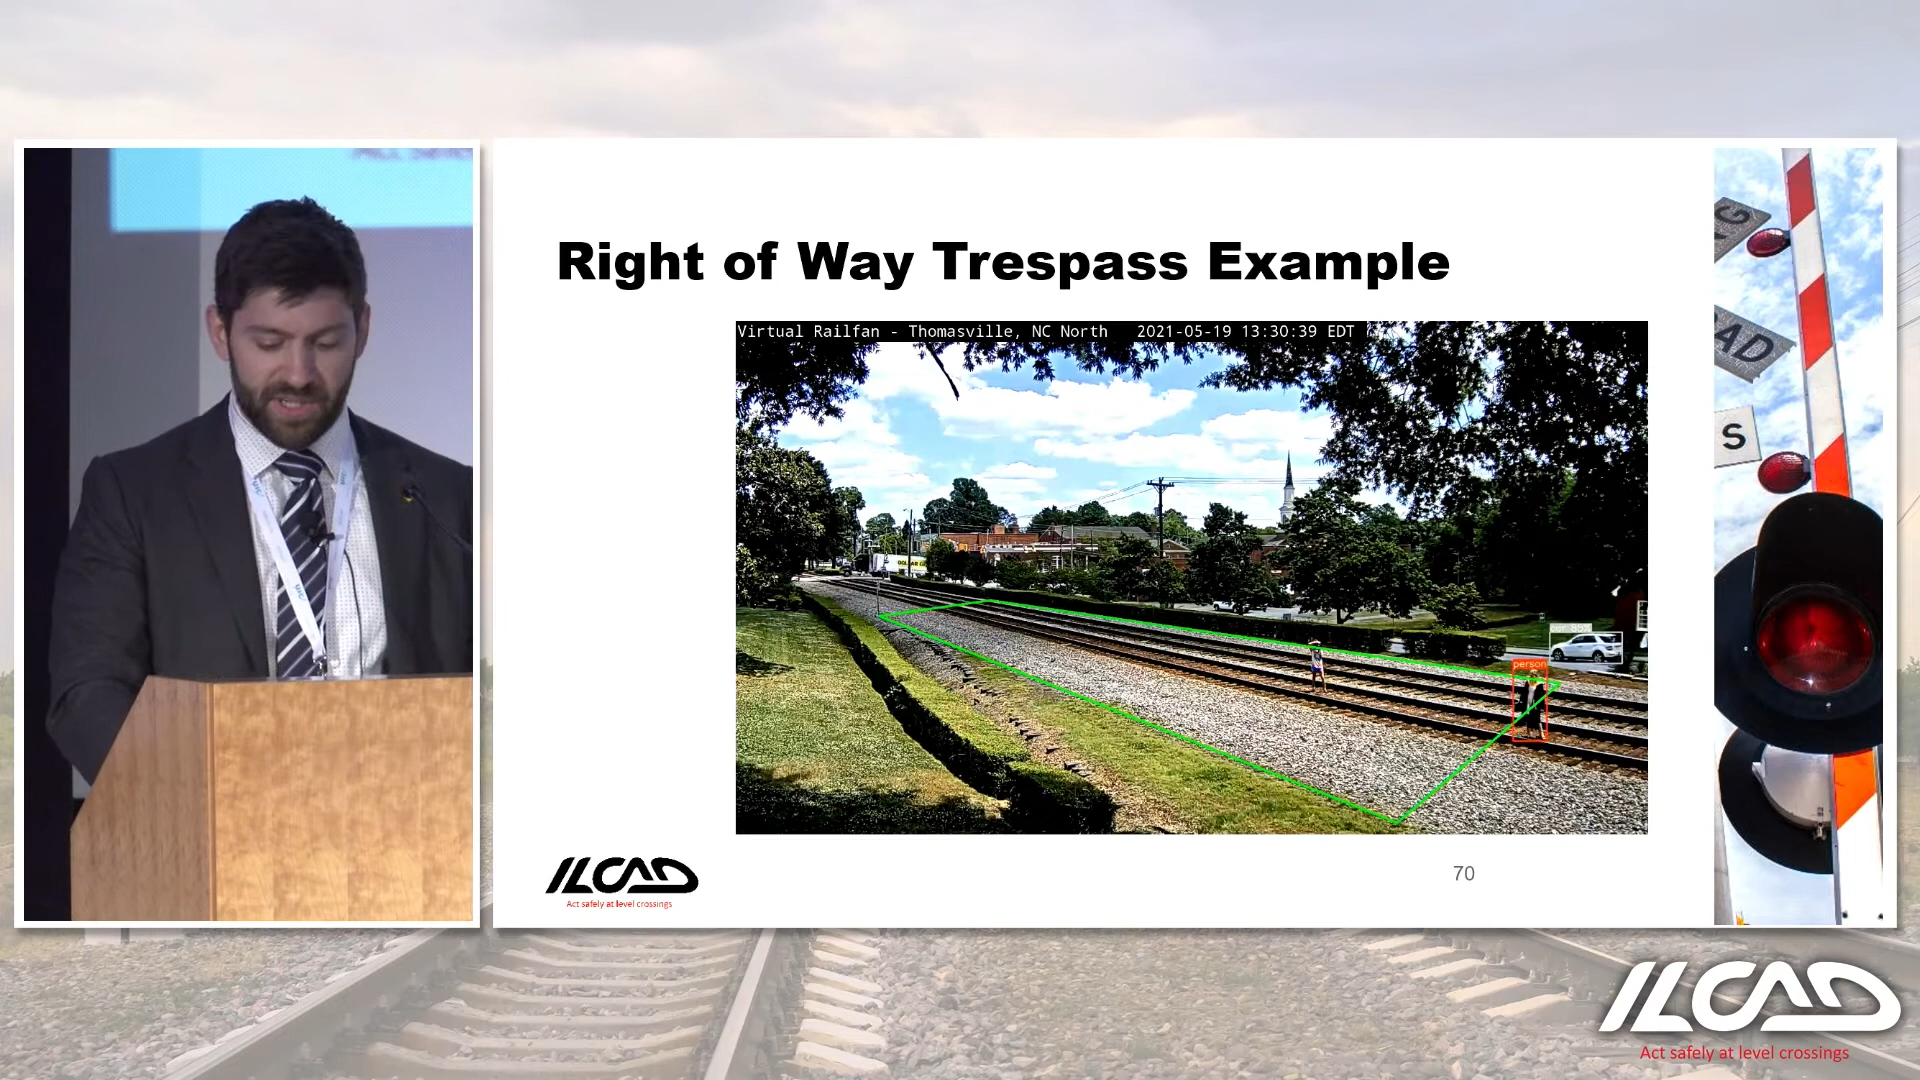 Right of Way Trespass Example
Virtual Railfan - Thomasville, NC North 2021-05-19 13:30:39 EDT
person
ILCAD
Act safely at level crossings
70
G
AD
S
ILCAD
Act safely at level crossings